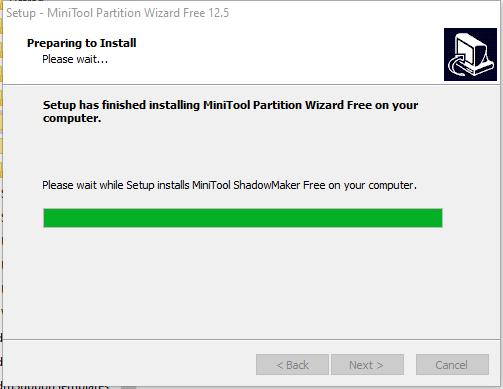 Setup - MiniTool Partition Wizard Free 12.5
Preparing to Install
Please wait...
Setup has finished installing MiniTool Partition Wizard Free on your
computer.
Please wait while Setup installs MiniTool ShadowMaker Free on your computer.
< Back
Next >
Cancel